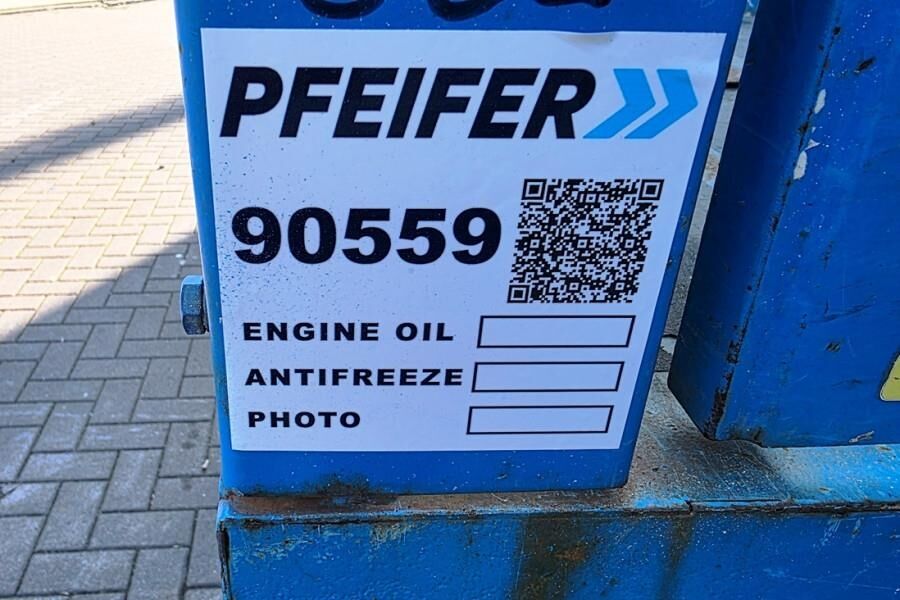 PFEIFER
90559
ENGINE OIL
ANTIFREEZE
PHOTO